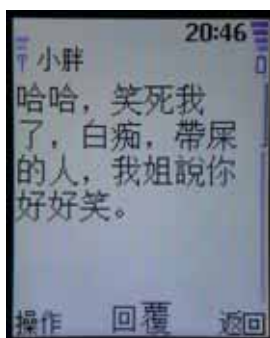 20:46
小胖
哈哈，笑死我
了，白痴，帶屎
的人，我姐說你
好好笑。
操作 回覆 返回